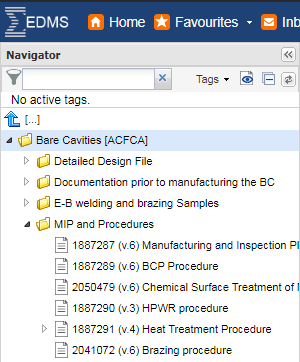 EDMS Home Favourites Inb
Navigator
Tags
No active tags.
[...]
Bare Cavities [ACFCA]
Detailed Design File
Documentation prior to manufacturing the BC
E-B welding and brazing Samples
MIP and Procedures
1887287 (v.6) Manufacturing and Inspection Pl
1887289 (v.6) BCP Procedure
2050479 (v.6) Chemical Surface Treatment of N
1887290 (v.3) HPWR procedure
1887291 (v.4) Heat Treatment Procedure
2041072 (v.6) Brazing procedure